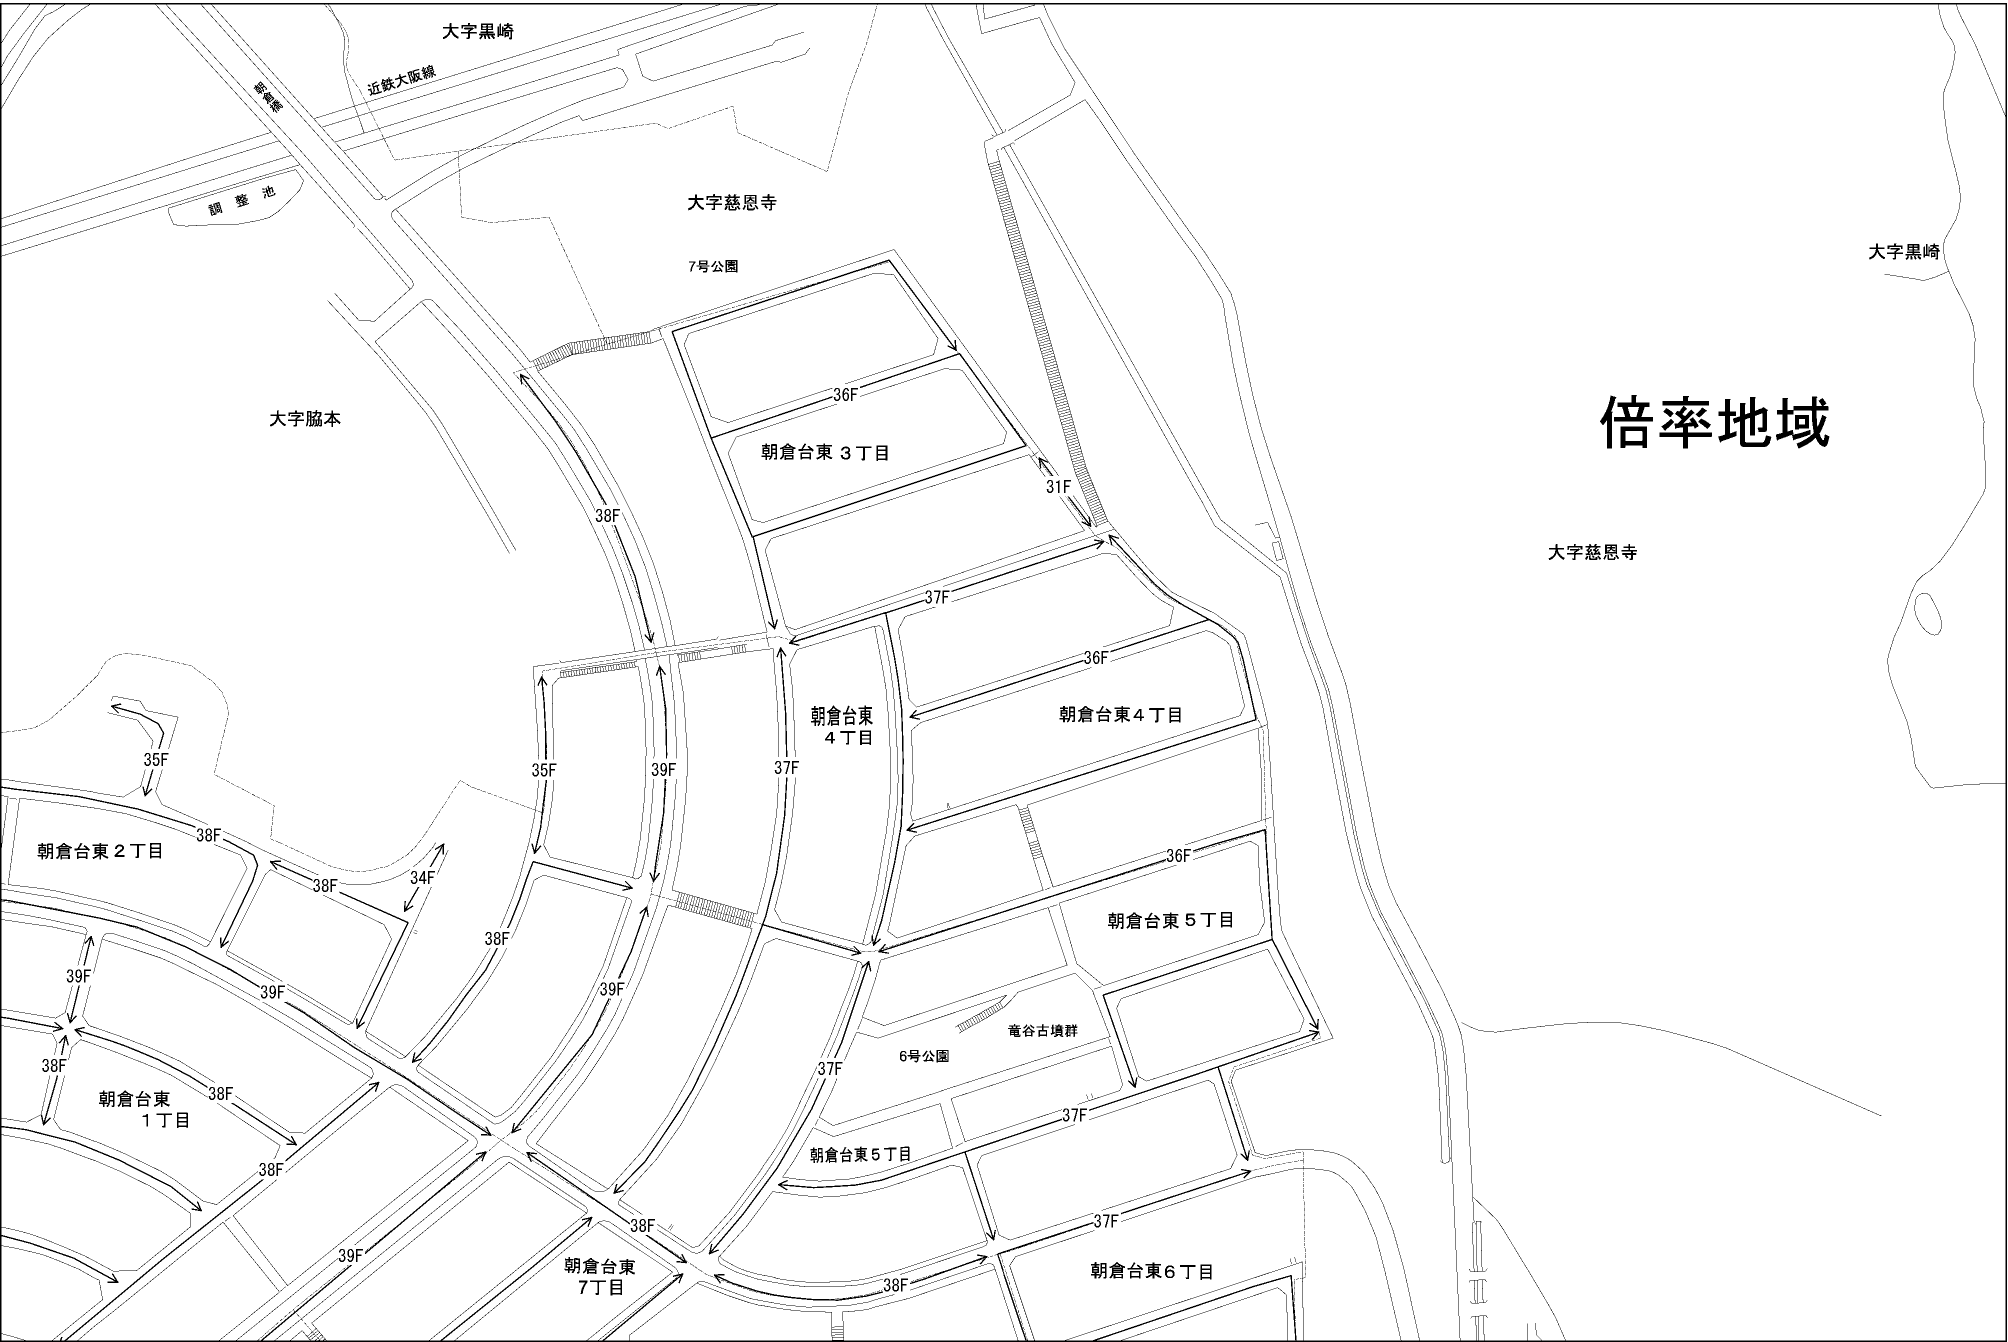 大字黒崎
近鉄大阪線
朝倉橋
調整池
大字慈恩寺
7号公園
大字黒崎
大字脇本
36F
倍率地域
朝倉台東3丁目
31F
38F
大字慈恩寺
37F
36F
朝倉台東
4丁目
朝倉台東4丁目
35F
35F
39F
37F
38F
朝倉台東2丁目
36F
38F
34F
朝倉台東5丁目
38F
39F
39F
39F
竜谷古墳群
6号公園
38F
37F
38F
朝倉台東
1丁目
37F
朝倉台東5丁目
38F
37F
38F
39F
朝倉台東
7丁目
朝倉台東6丁目
38F